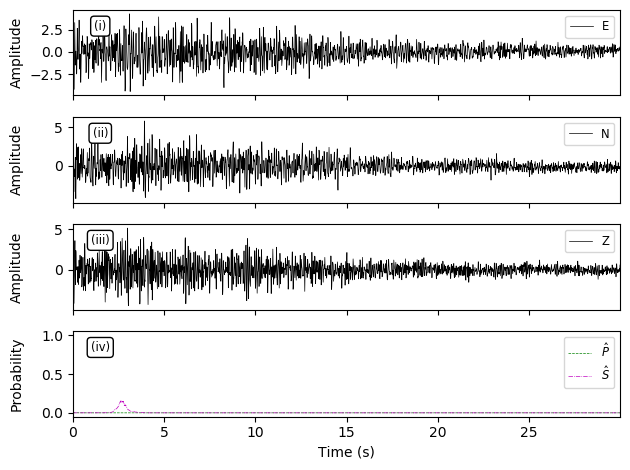 Amplitude
2.5
0.0
−2.5
(i)
E
Amplitude
5
0
(ii)
N
Amplitude
5
0
(iii)
Z
Probability
1.0
0.5
0.0
(iv)
P̂
Ŝ
0 5 10 15 20 25
Time (s)